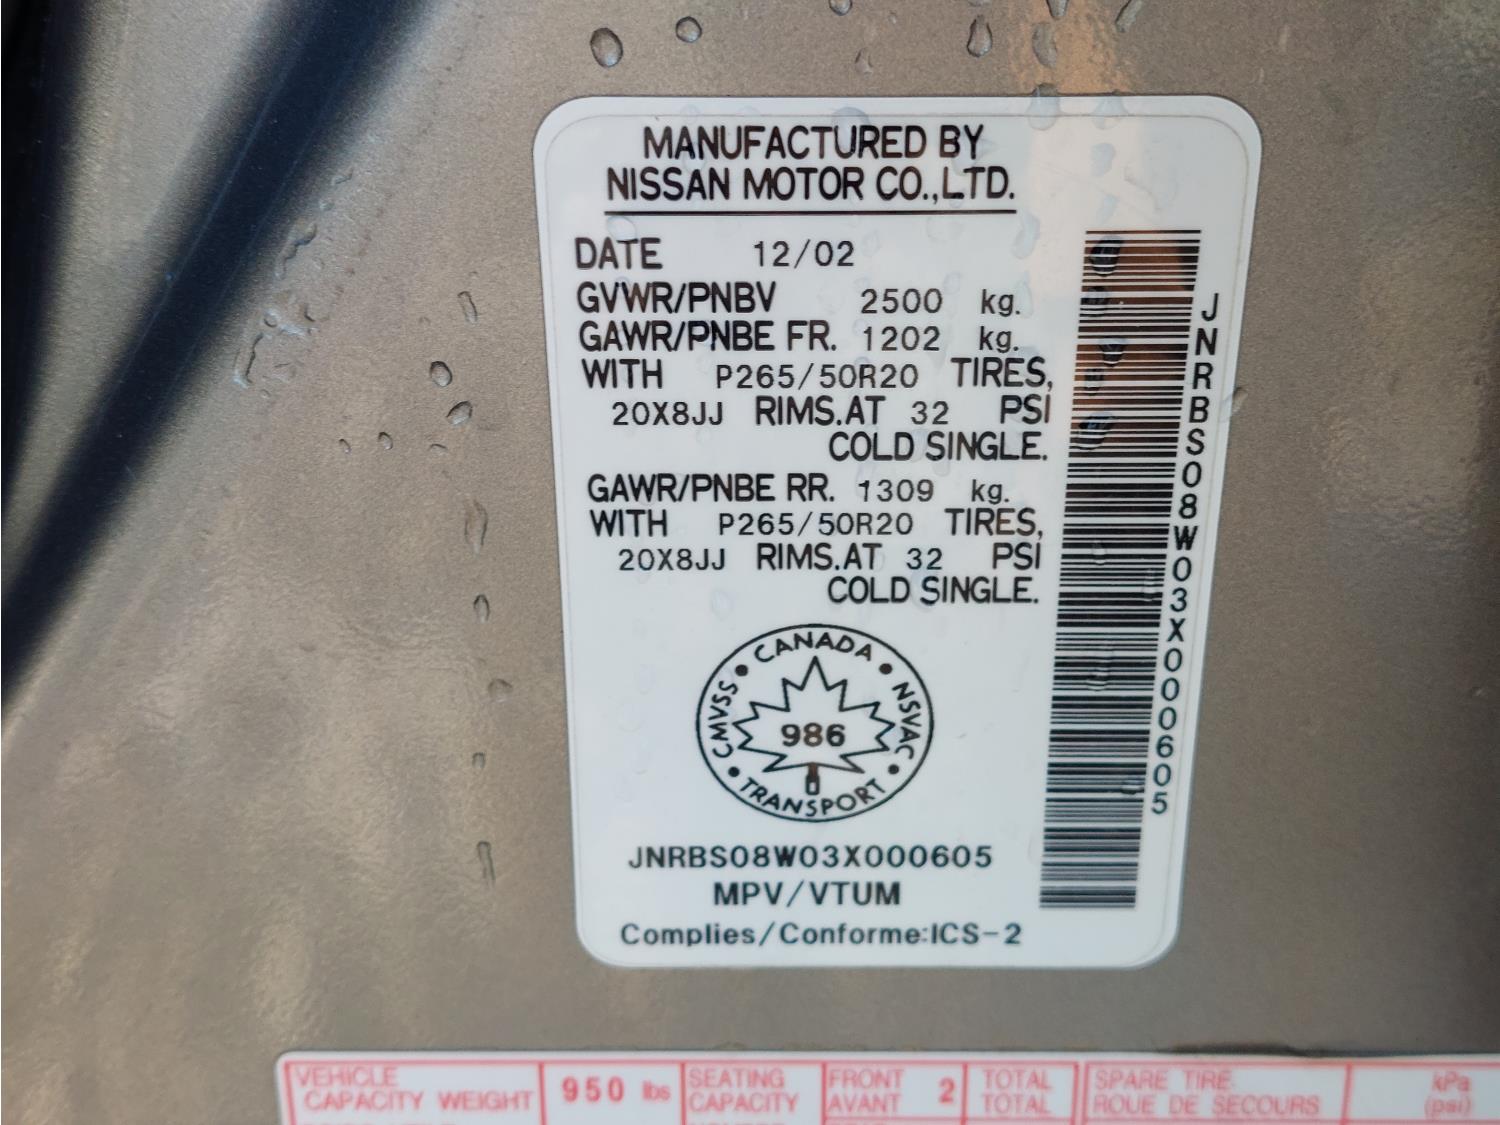 MANUFACTURED BY
NISSAN MOTOR CO.,LTD.
DATE 12/02
GVWR/PNBV 2500 kg.
GAWR/PNBE FR. 1202 kg.
WITH P265/50R20 TIRES,
20X8JJ RIMS.AT 32 PSI
COLD SINGLE.
GAWR/PNBE RR. 1309 kg.
WITH P265/50R20 TIRES,
20X8JJ RIMS.AT 32 PSI
COLD SINGLE.
CANADA
CMVSS NSVAC
986
TRANSPORT
JNRBS08W03X000605
MPV/VTUM
Complies/Conforme:ICS-2
JNRBS08W03X000605
VEHICLE
CAPACITY WEIGHT
950 lbs
SEATING
CAPACITY
FRONT
AVANT
2
TOTAL
TOTAL
SPARE TIRE
ROUE DE SECOURS
kPa
(psi)